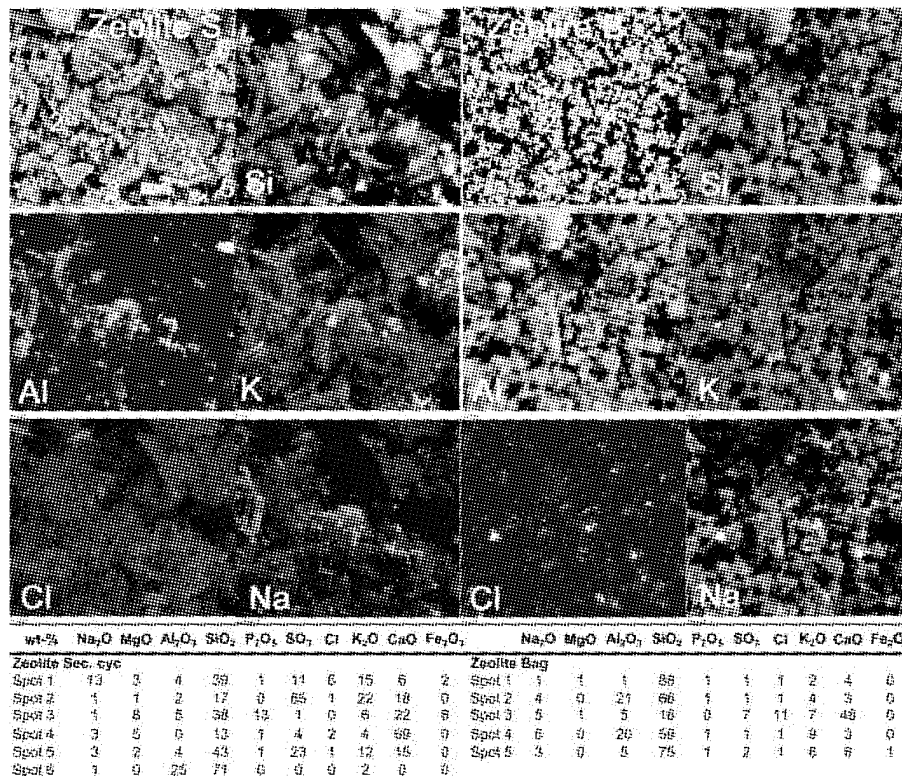 Zeolite S
Zeolite
Si
Si
Al
K
Al
K
Cl
Na
Cl
Na
wt-% Na₂O MgO Al₂O₃ SiO₂ P₂O₅ SO₃ Cl K₂O CaO Fe₂O₃ Na₂O MgO Al₂O₃ SiO₂ P₂O₅ SO₃ Cl K₂O CaO Fe₂O
Zeolite Sec. cyc Zeolite Bag
Spot 1 13 3 4 39 1 11 6 15 6 2 Spot 1 1 1 1 1 1 1 2 4 0
Spot 2 1 1 2 17 0 1 22 18 0 Spot 2 4 0 21 66 1 1 1 4 3 0
Spot 3 1 8 5 38 13 1 0 6 22 6 Spot 3 5 1 5 16 0 7 11 7 0
Spot 4 3 5 0 13 1 4 2 4 0 Spot 4 6 0 20 1 1 1 3 0
Spot 5 3 2 4 43 1 23 1 12 15 0 Spot 5 3 0 5 75 1 2 1 6 6 1
Spot 6 1 0 25 71 0 0 0 2 0 0